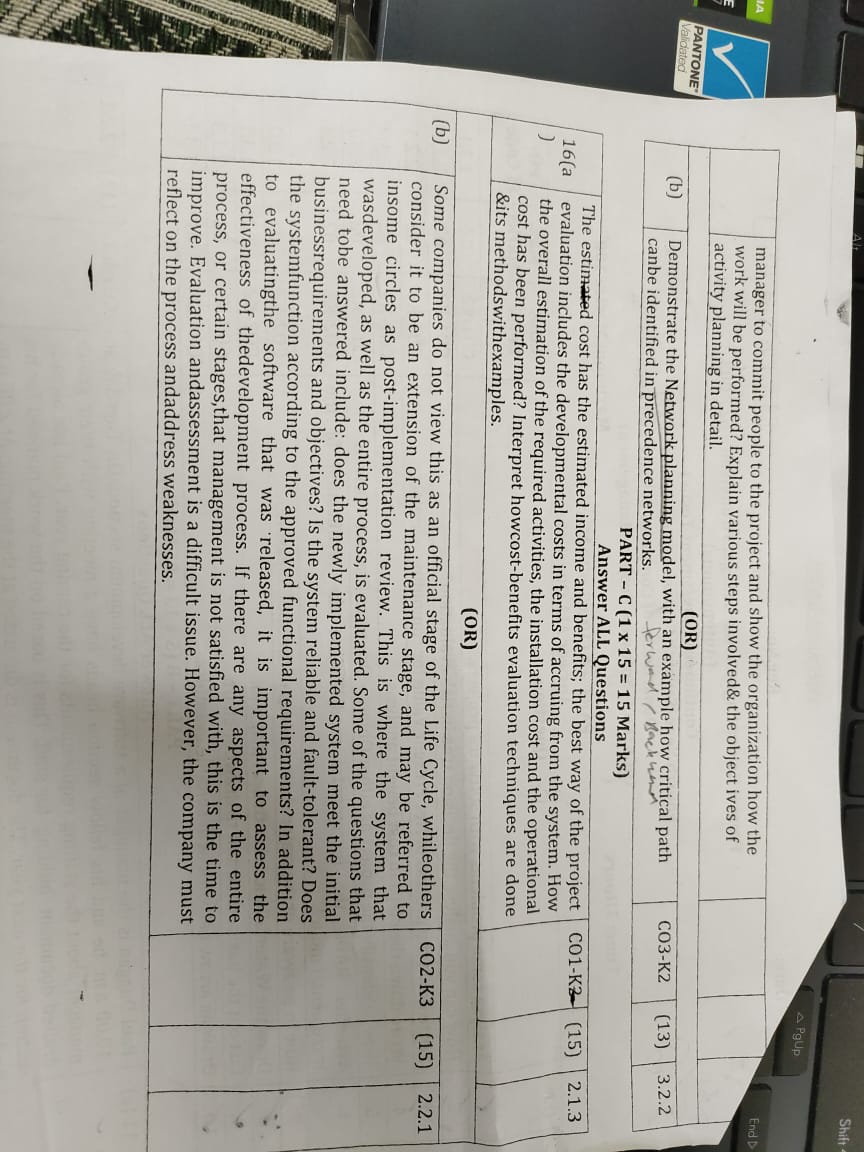 manager to commit people to the project and show the organization how the
work will be performed? Explain various steps involved& the object ives of
activity planning in detail.
(OR)
(b) Demonstrate the Network planning model, with an example how critical path CO3-K2 (13) 3.2.2
canbe identified in precedence networks.
forward / Backward
PART – C (1 x 15 = 15 Marks)
Answer ALL Questions
The estimated cost has the estimated income and benefits; the best way of the project
16(a evaluation includes the developmental costs in terms of accruing from the system. How CO1-K3 (15) 2.1.3
) the overall estimation of the required activities, the installation cost and the operational
cost has been performed? Interpret howcost-benefits evaluation techniques are done
&its methodswithexamples.
(OR)
(b) Some companies do not view this as an official stage of the Life Cycle, whileothers CO2-K3 (15) 2.2.1
consider it to be an extension of the maintenance stage, and may be referred to
insome circles as post-implementation review. This is where the system that
wasdeveloped, as well as the entire process, is evaluated. Some of the questions that
need tobe answered include: does the newly implemented system meet the initial
businessrequirements and objectives? Is the system reliable and fault-tolerant? Does
the systemfunction according to the approved functional requirements? In addition
to evaluatingthe software that was released, it is important to assess the
effectiveness of thedevelopment process. If there are any aspects of the entire
process, or certain stages,that management is not satisfied with, this is the time to
improve. Evaluation andassessment is a difficult issue. However, the company must
reflect on the process andaddress weaknesses.
PANTONE®
Validated
IA
Alt
PgUp
Shift
End